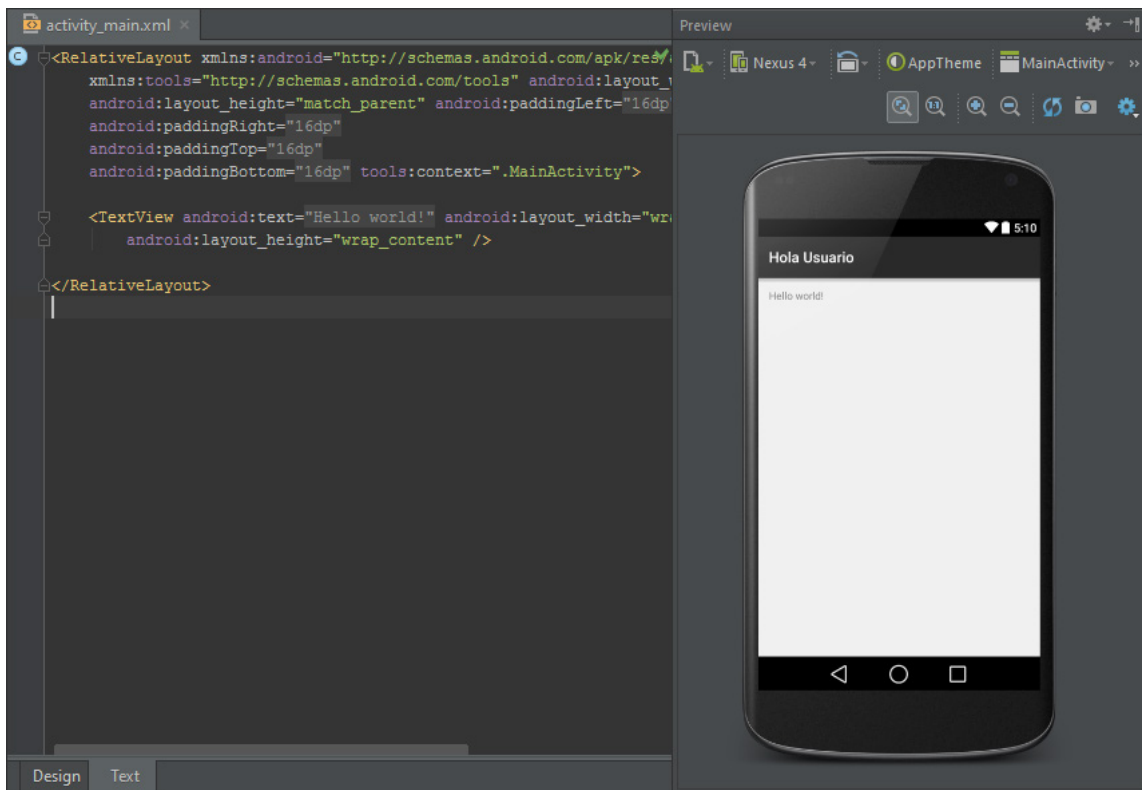 activity_main.xml
<RelativeLayout xmlns:android="http://schemas.android.com/apk/res/
xmlns:tools="http://schemas.android.com/tools" android:layout_
android:layout_height="match_parent" android:paddingLeft="16dp"
android:paddingRight="16dp"
android:paddingTop="16dp"
android:paddingBottom="16dp" tools:context=".MainActivity">
<TextView android:text="Hello world!" android:layout_width="wr
android:layout_height="wrap_content" />
</RelativeLayout>
Design Text
Preview
Nexus 4 AppTheme MainActivity
1:1
5:10
Hola Usuario
Hello world!